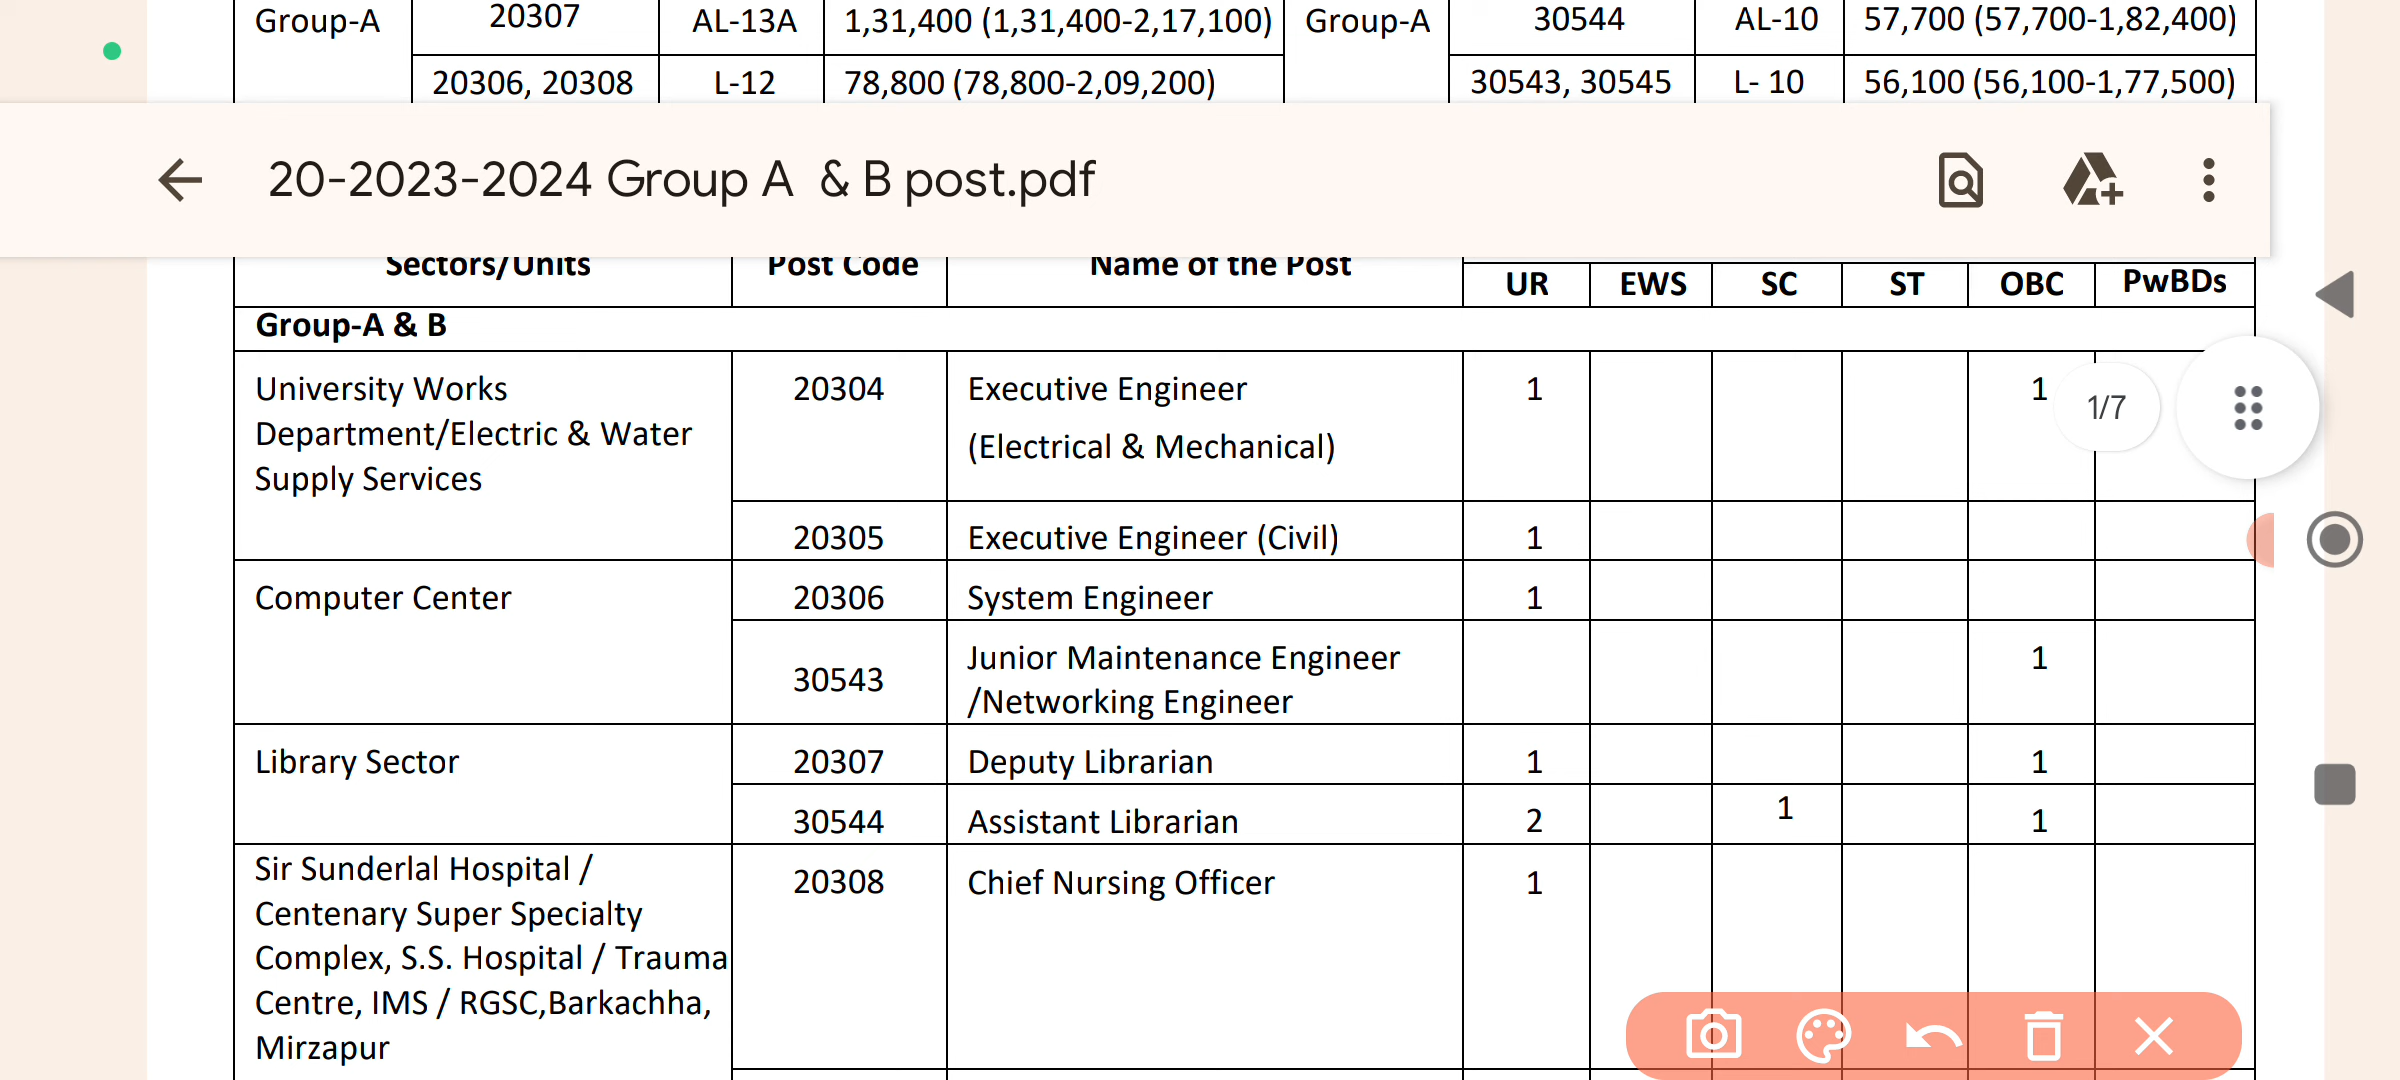 Group-A 20307 AL-13A 1,31,400 (1,31,400-2,17,100) Group-A 30544 AL-10 57,700 (57,700-1,82,400)
20306, 20308 L-12 78,800 (78,800-2,09,200) 30543, 30545 L- 10 56,100 (56,100-1,77,500)
20-2023-2024 Group A & B post.pdf
Sectors/Units Post Code Name of the Post
UR EWS SC ST OBC PwBDs
Group-A & B
University Works Department/Electric & Water Supply Services 20304 Executive Engineer (Electrical & Mechanical) 1 1
1/7
20305 Executive Engineer (Civil) 1
Computer Center 20306 System Engineer 1
30543 Junior Maintenance Engineer /Networking Engineer 1
Library Sector 20307 Deputy Librarian 1 1
30544 Assistant Librarian 2 1 1
Sir Sunderlal Hospital / 20308 Chief Nursing Officer 1
Centenary Super Specialty
Complex, S.S. Hospital / Trauma
Centre, IMS / RGSC,Barkachha,
Mirzapur